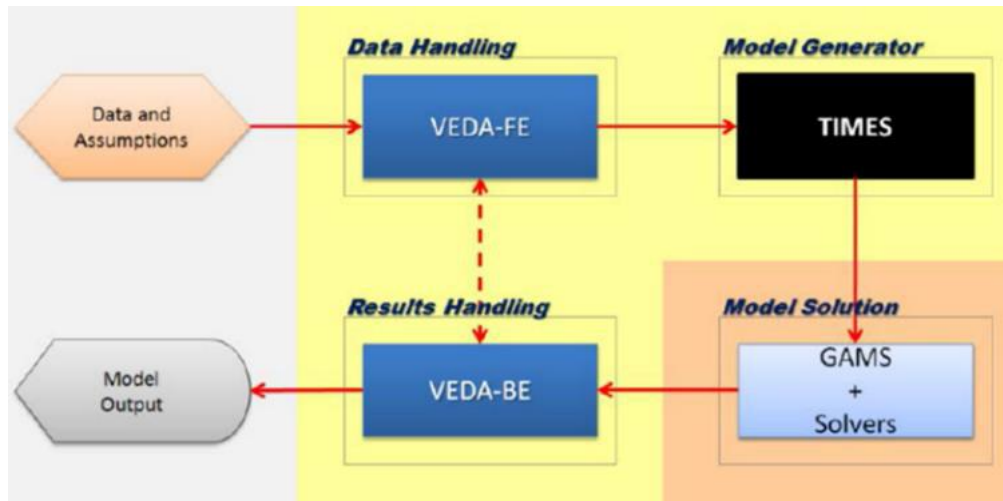 Data Handling
Model Generator
Data and
Assumptions
VEDA-FE
TIMES
Results Handling
Model Solution
Model
Output
VEDA-BE
GAMS
+
Solvers